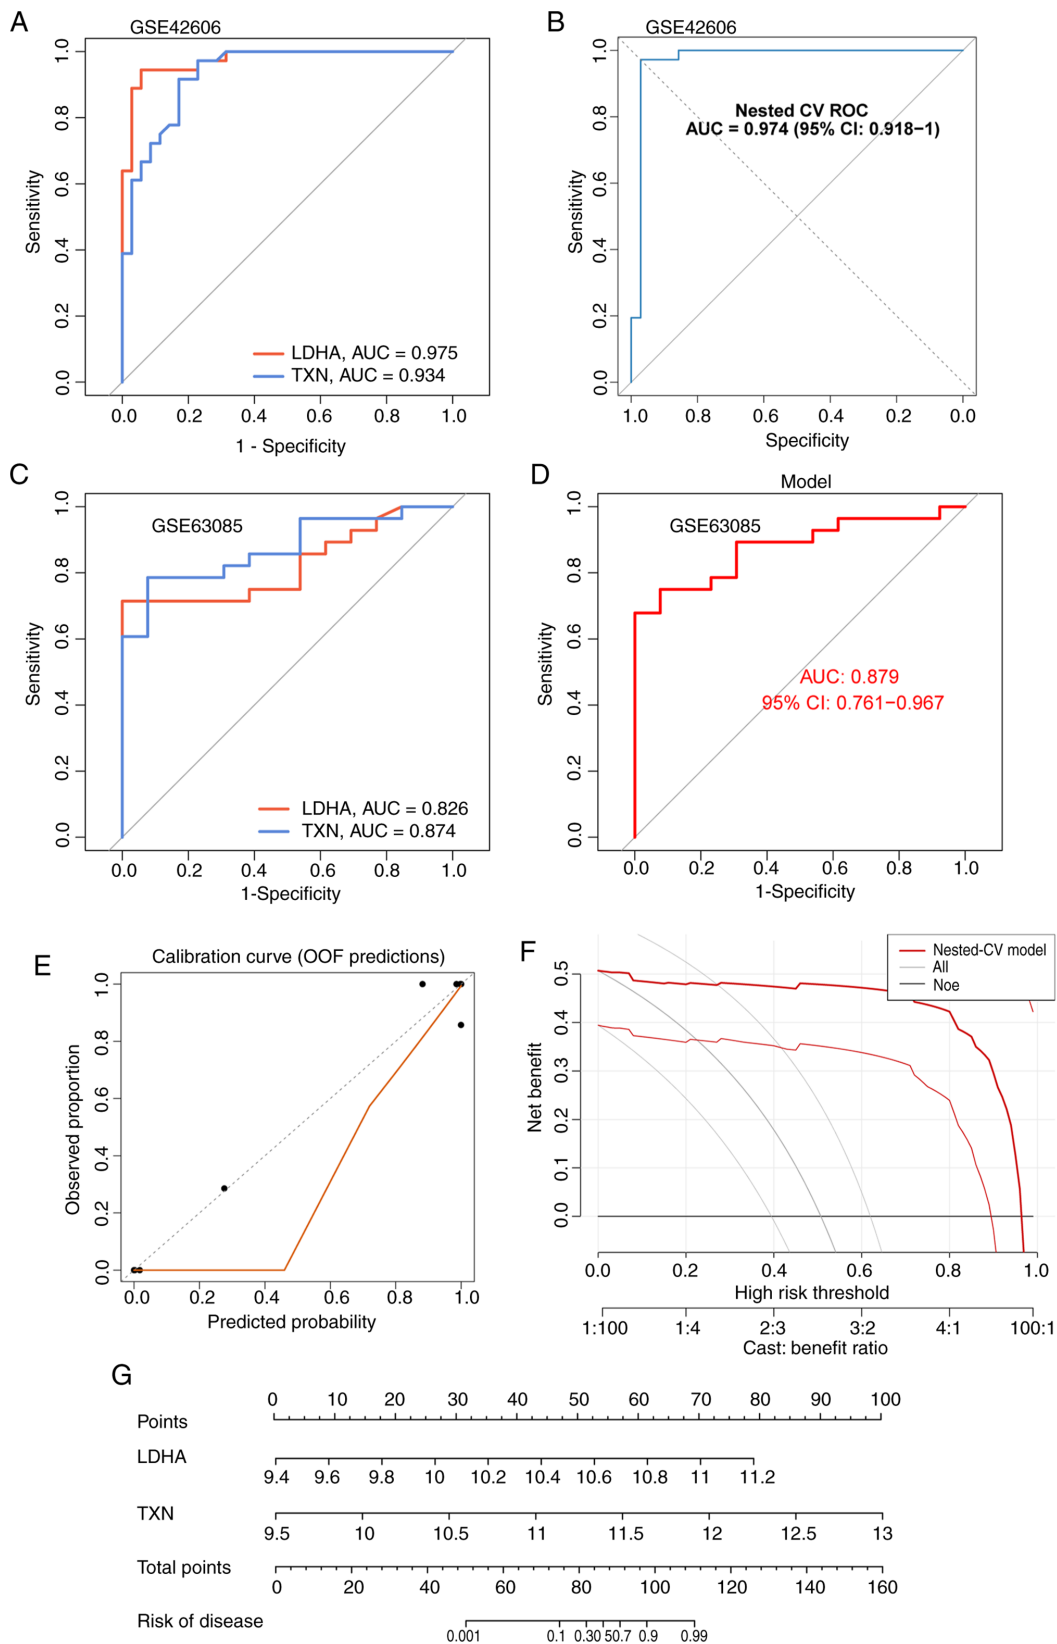 A
GSE42606
Sensitivity
1.0
0.8
0.6
0.4
0.2
0.0
LDHA, AUC = 0.975
TXN, AUC = 0.934
0.0 0.2 0.4 0.6 0.8 1.0
1 - Specificity
B
GSE42606
Sensitivity
1.0
0.8
0.6
0.4
0.2
0.0
Nested CV ROC
AUC = 0.974 (95% CI: 0.918−1)
1.0 0.8 0.6 0.4 0.2 0.0
Specificity
C
GSE63085
Sensitivity
1.0
0.8
0.6
0.4
0.2
0.0
LDHA, AUC = 0.826
TXN, AUC = 0.874
0.0 0.2 0.4 0.6 0.8 1.0
1-Specificity
D
Model
GSE63085
Sensitivity
1.0
0.8
0.6
0.4
0.2
0.0
AUC: 0.879
95% CI: 0.761−0.967
0.0 0.2 0.4 0.6 0.8 1.0
1-Specificity
E
Calibration curve (OOF predictions)
Observed proportion
1.0
0.8
0.6
0.4
0.2
0.0
0.0 0.2 0.4 0.6 0.8 1.0
Predicted probability
F
Nested-CV model
All
Noe
Net benefit
0.5
0.4
0.3
0.2
0.1
0.0
0.0 0.2 0.4 0.6 0.8 1.0
High risk threshold
1:100 1:4 2:3 3:2 4:1 100:1
Cast: benefit ratio
G
0 10 20 30 40 50 60 70 80 90 100
Points
LDHA
9.4 9.6 9.8 10 10.2 10.4 10.6 10.8 11 11.2
TXN
9.5 10 10.5 11 11.5 12 12.5 13
Total points
0 20 40 60 80 100 120 140 160
Risk of disease
0.001 0.1 0.30 50.7 0.9 0.99